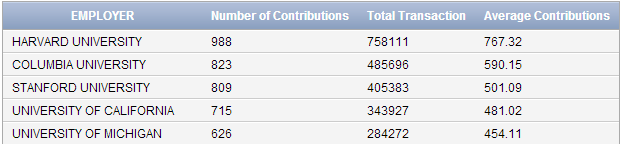 EMPLOYER Number of Contributions Total Transaction Average Contributions
HARVARD UNIVERSITY 988 758111 767.32
COLUMBIA UNIVERSITY 823 485696 590.15
STANFORD UNIVERSITY 809 405383 501.09
UNIVERSITY OF CALIFORNIA 715 343927 481.02
UNIVERSITY OF MICHIGAN 626 284272 454.11